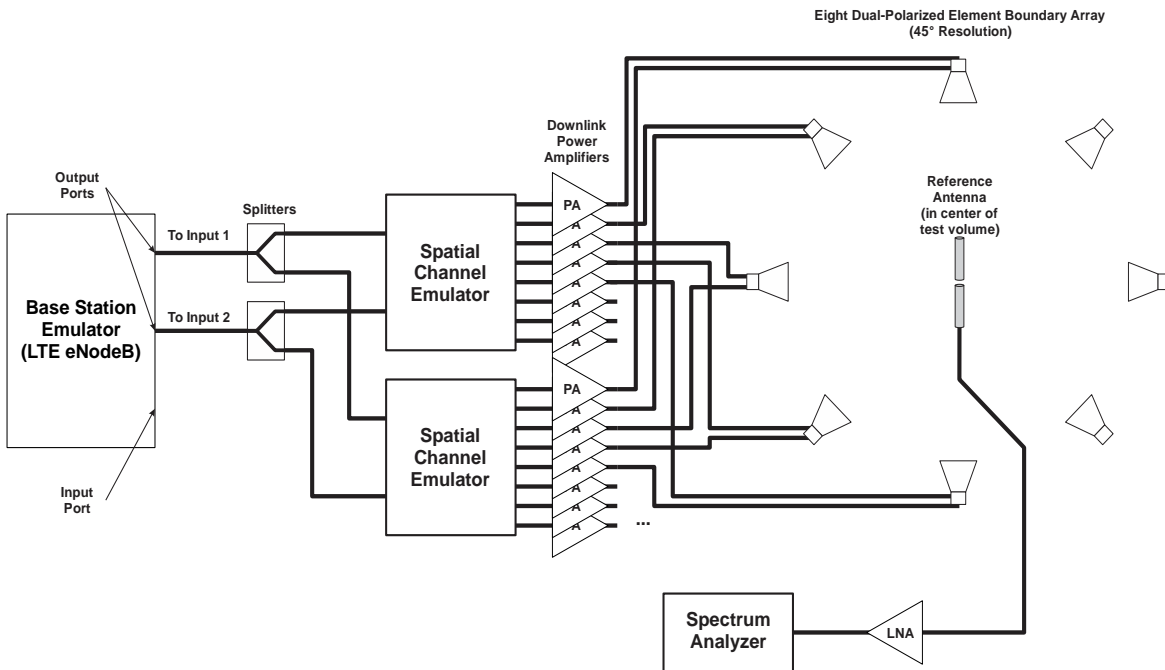 Eight Dual-Polarized Element Boundary Array
(45° Resolution)
Downlink
Power
Amplifiers
Output
Ports
Splitters
Reference
Antenna
(in center of
test volume)
To Input 1
To Input 2
Base Station
Emulator
(LTE eNodeB)
Input
Port
Spatial
Channel
Emulator
PA
A
A
A
A
A
A
A
Spatial
Channel
Emulator
PA
A
A
A
A
A
A
A
...
Spectrum
Analyzer
LNA